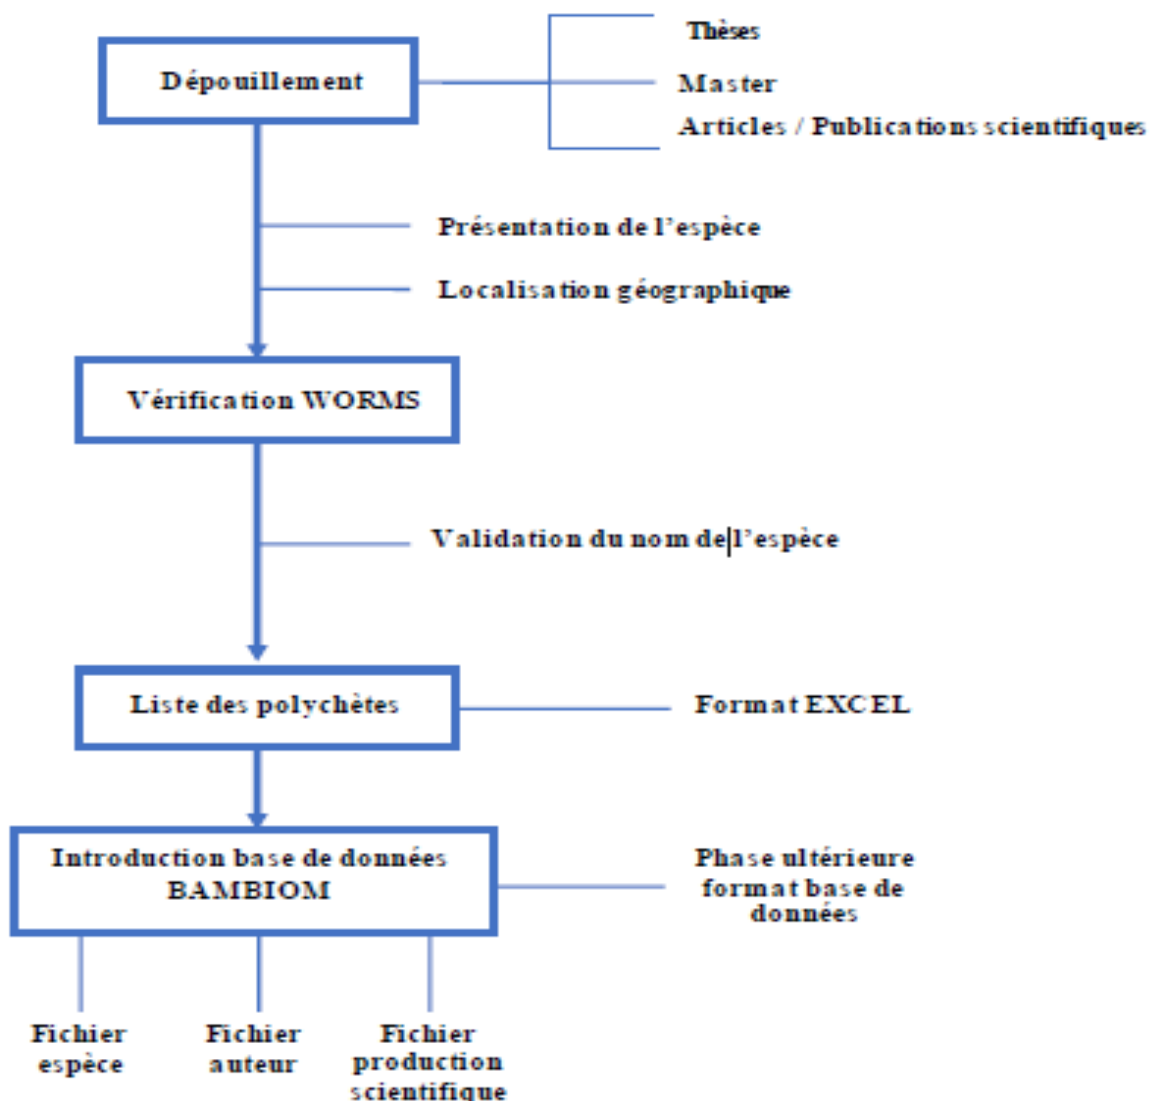 Thèses
Dépouillement
Master
Articles / Publications scientifiques
Présentation de l’espèce
Localisation géographique
Vérification WORMS
Validation du nom de l’espèce
Liste des polychètes
Format EXCEL
Introduction base de données
BAMBIOM
Phase ultérieure
format base de
données
Fichier
espèce
Fichier
auteur
Fichier
production
scientifique